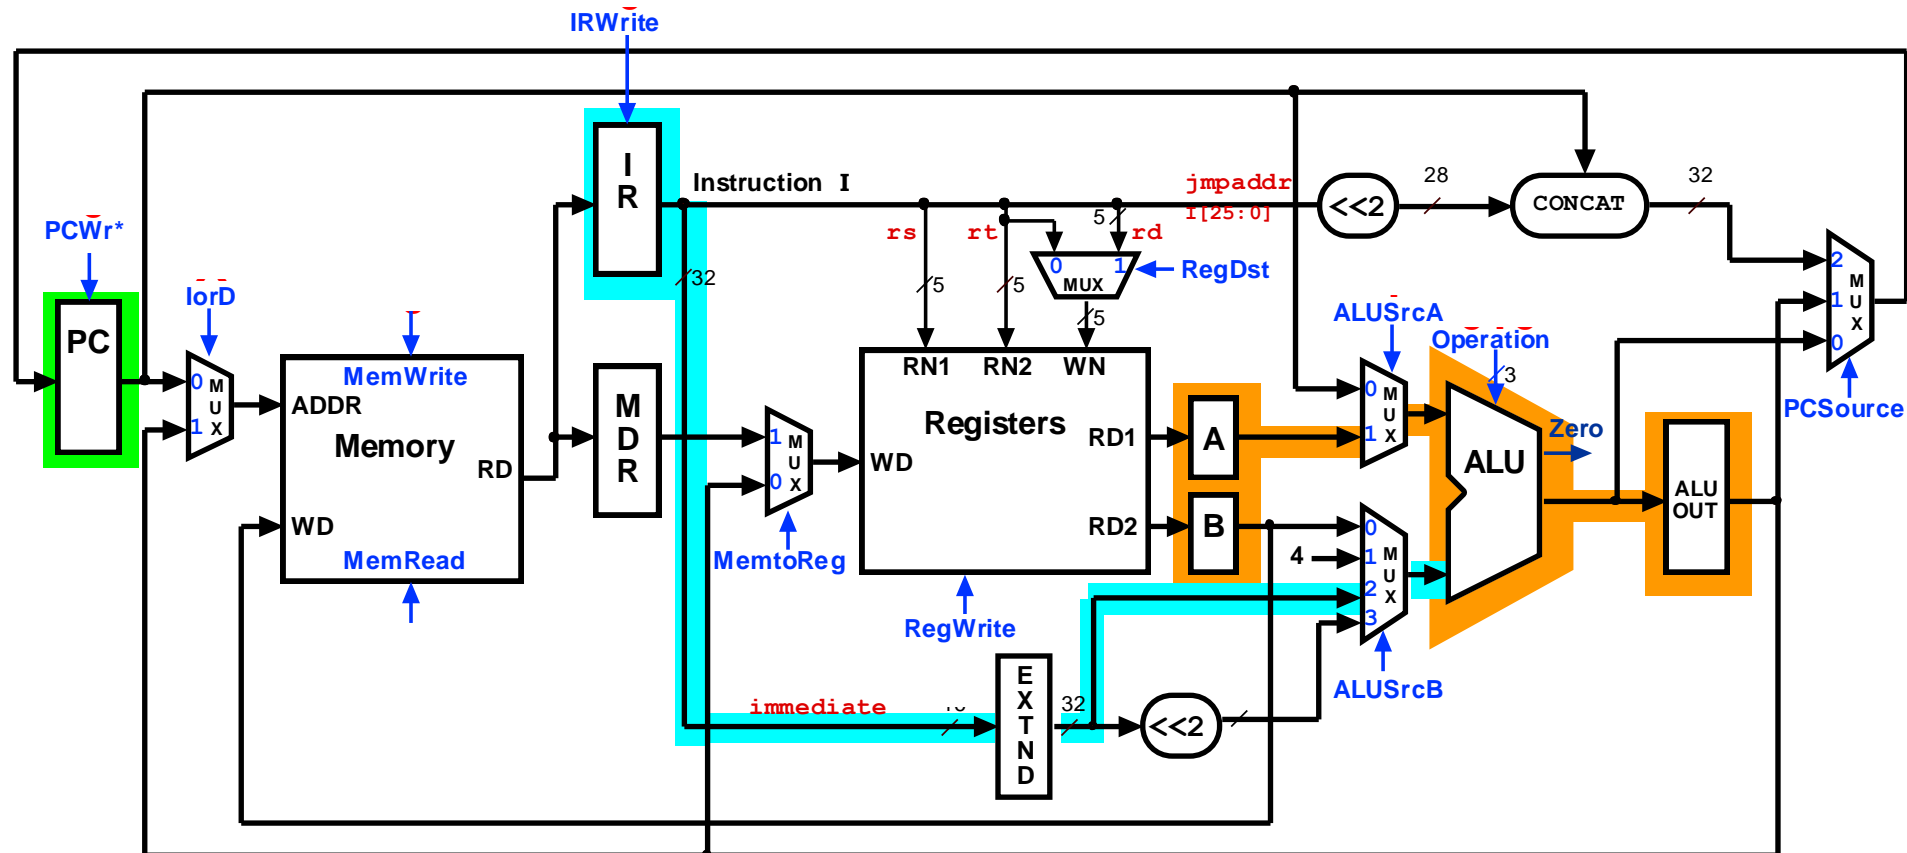 IRWrite
I
R
Instruction I
jmpaddr
I[25:0]
<<2
28
CONCAT
32
PCWr*
PC
IorD
0
1
M
U
X
MemWrite
ADDR
Memory
RD
WD
MemRead
32
rs
rt
5
rd
0
1
MUX
RegDst
5
5
5
M
D
R
1
0
M
U
X
MemtoReg
RN1
RN2
WN
Registers
RD1
RD2
WD
RegWrite
A
B
4
ALUSrcA
0
1
M
U
X
Operation
3
Zero
ALU
0
1
2
3
M
U
X
ALUSrcB
ALU
OUT
2
1
0
M
U
X
PCSource
immediate
E
X
T
N
D
32
<<2